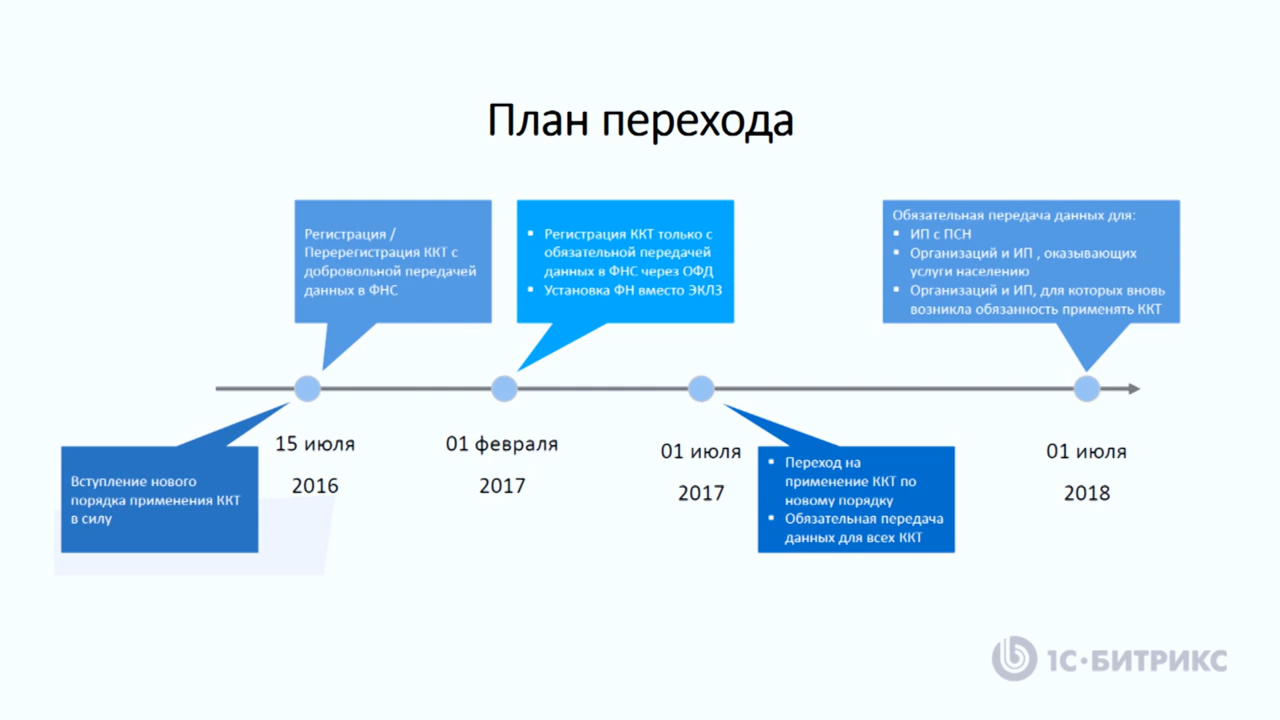 План перехода
Регистрация /
Перерегистрация ККТ с
добровольной передачей
данных в ФНС
▪ Регистрация ККТ только с
обязательной передачей
данных в ФНС через ОФД
▪ Установка ФН вместо ЭКЛЗ
Обязательная передача данных для:
▪ ИП с ПСН
▪ Организаций и ИП , оказывающих
услуги населению
▪ Организаций и ИП, для которых вновь
возникла обязанность применять ККТ
Вступление нового
порядка применения ККТ
в силу
15 июля
2016
01 февраля
2017
01 июля
2017
▪ Переход на
применение ККТ по
новому порядку
▪ Обязательная передача
данных для всех ККТ
01 июля
2018
1С·БИТРИКС